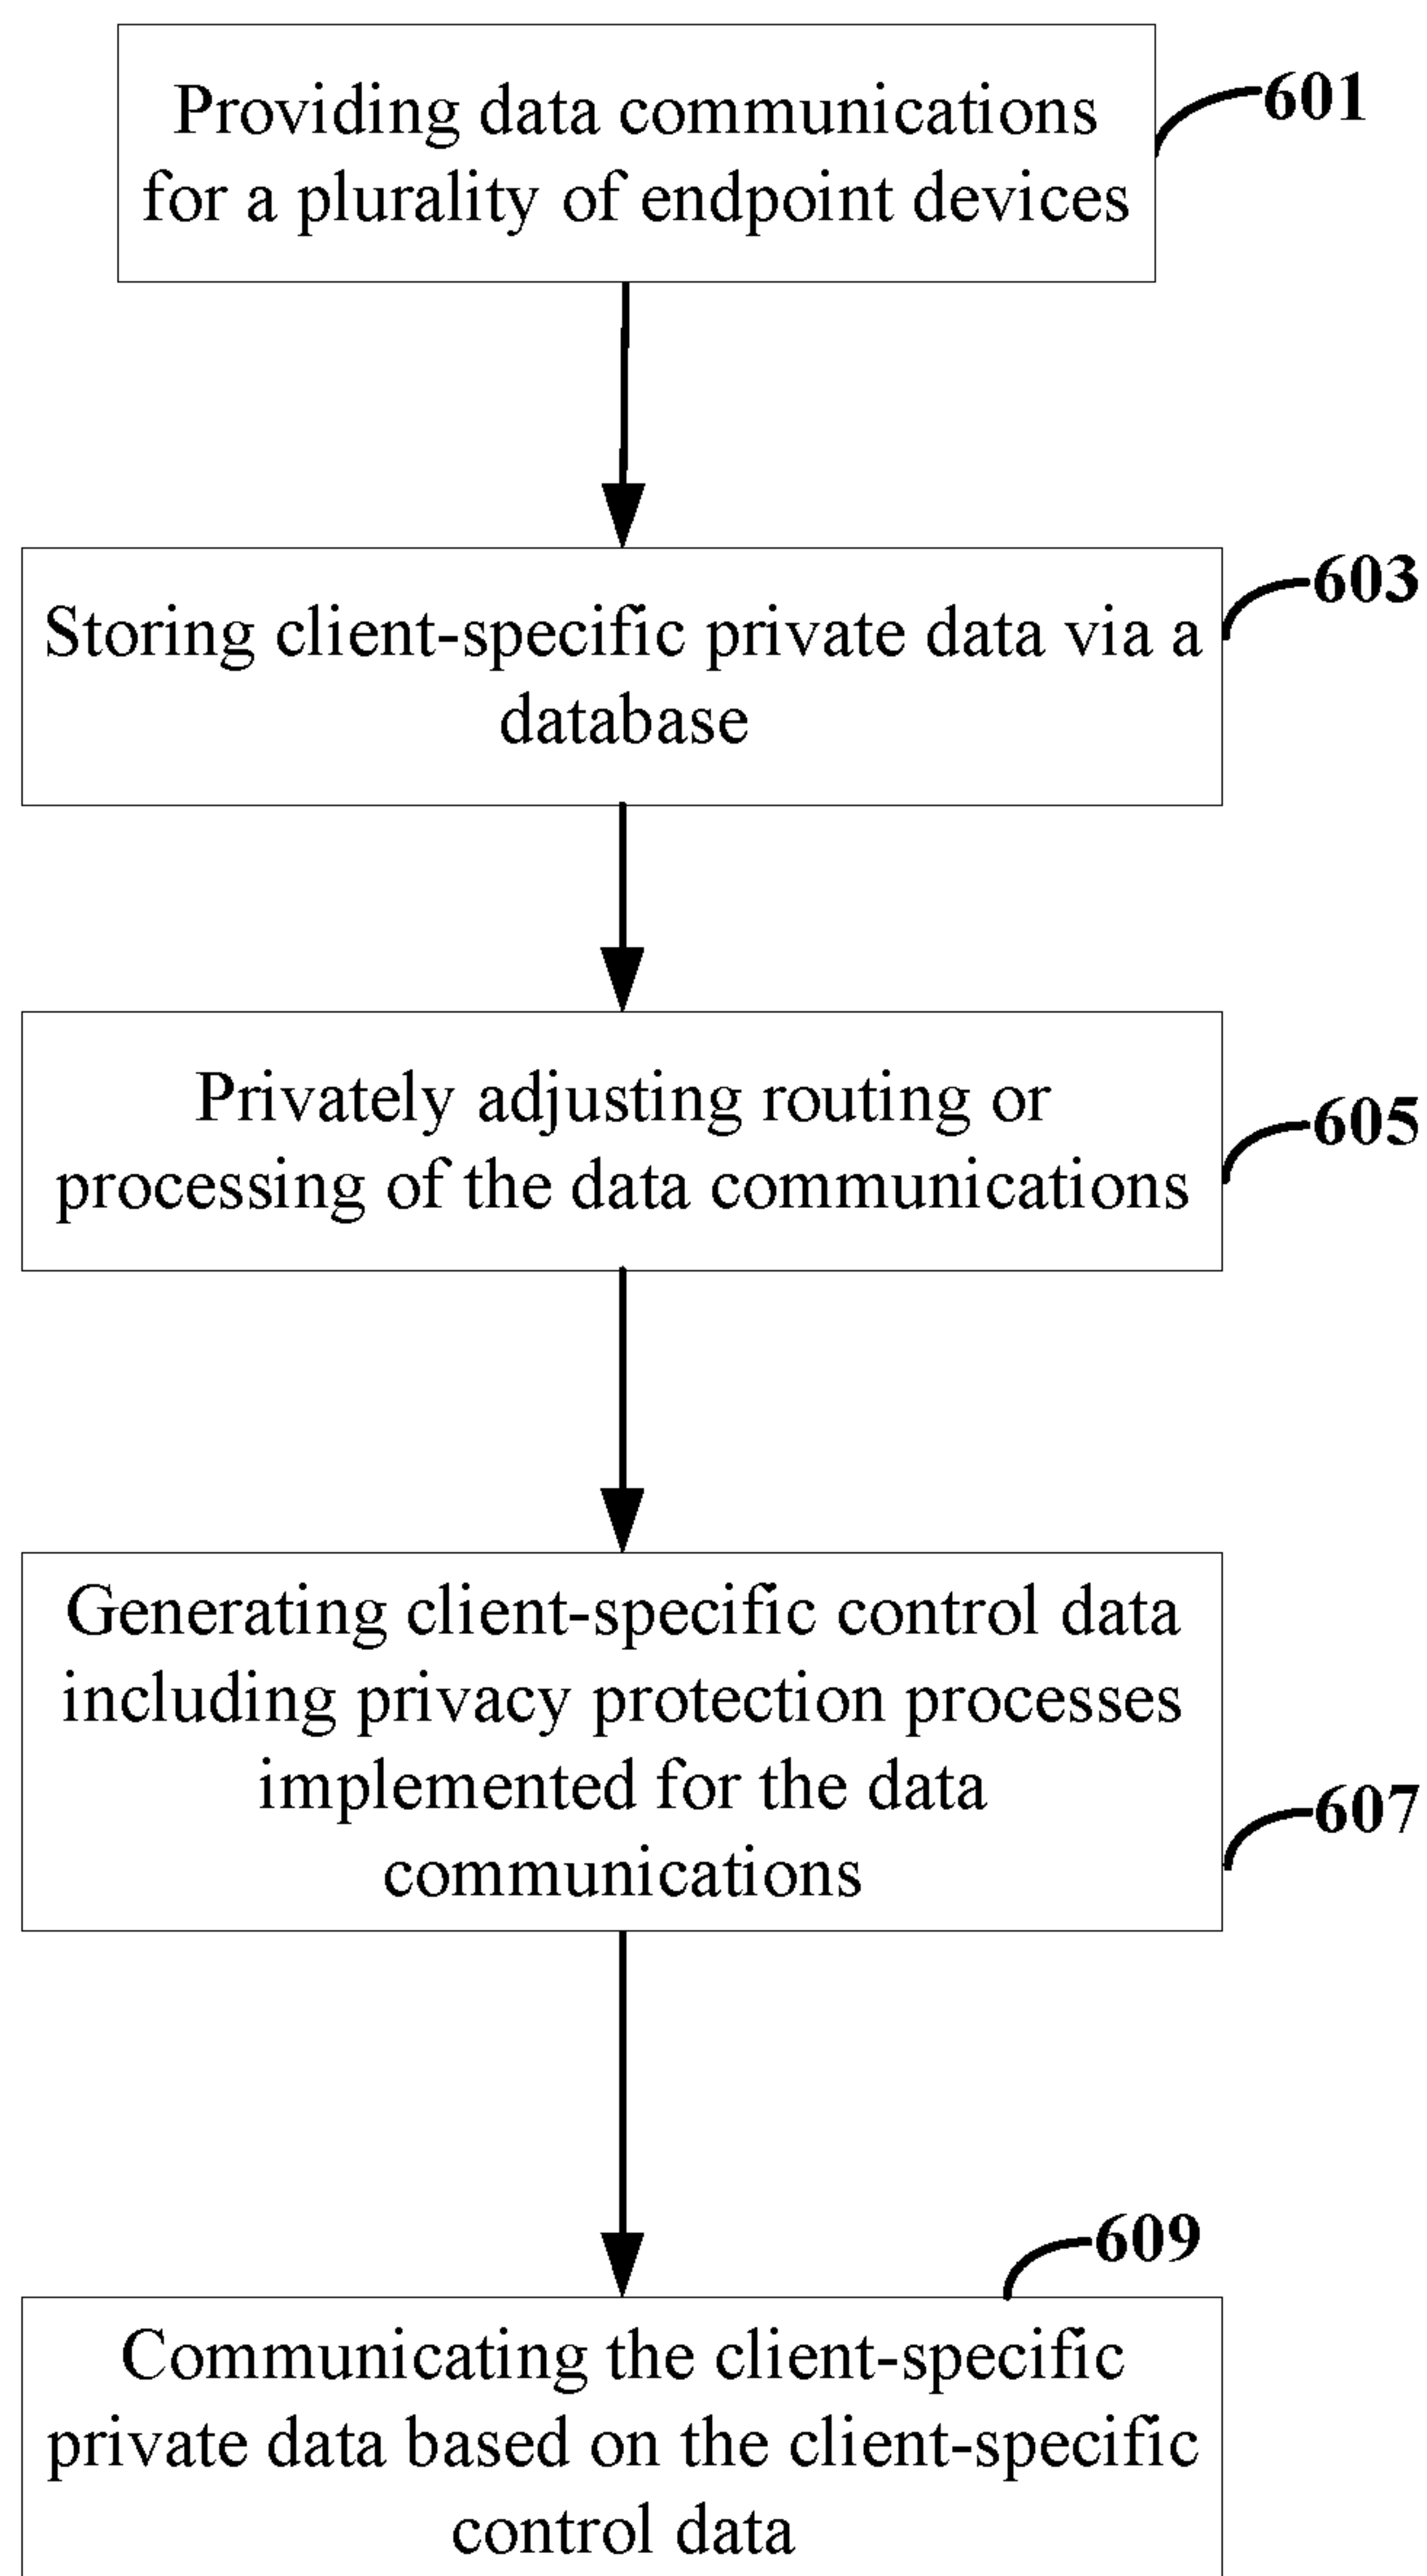 Providing data communications
for a plurality of endpoint devices
601
Storing client-specific private data via a
database
603
Privately adjusting routing or
processing of the data communications
605
Generating client-specific control data
including privacy protection processes
implemented for the data
communications
607
609
Communicating the client-specific
private data based on the client-specific
control data